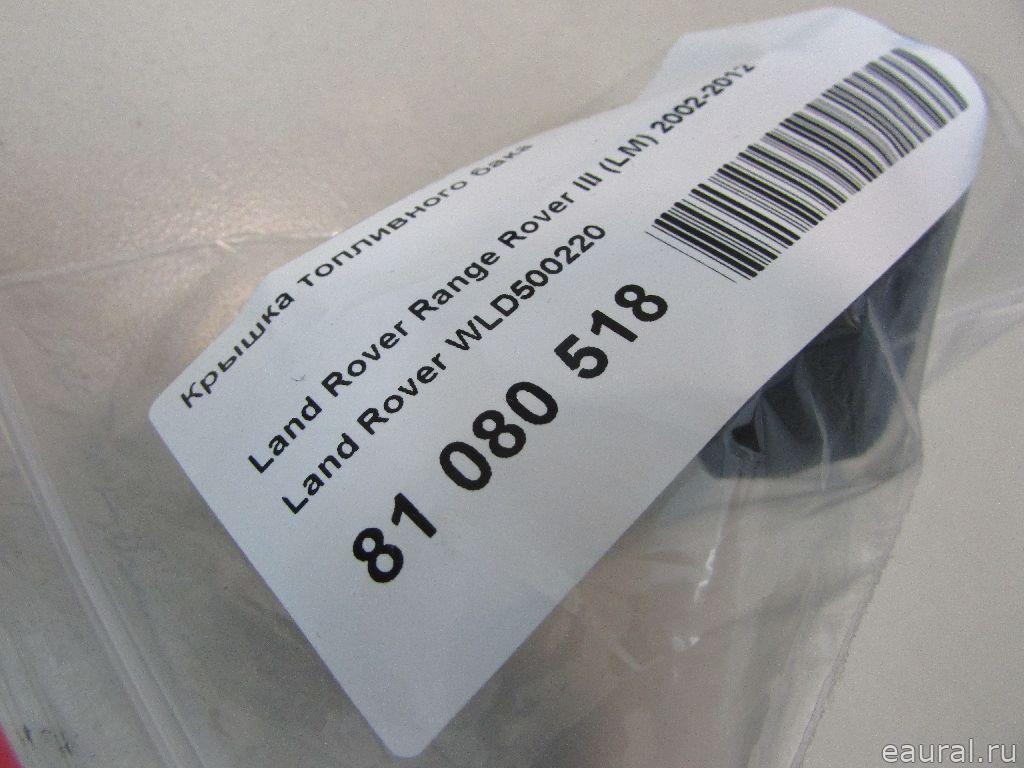 Крышка топливного бака
Land Rover Range Rover III (LM) 2002-2012
Land Rover WLD500220
81 080 518
eaural.ru